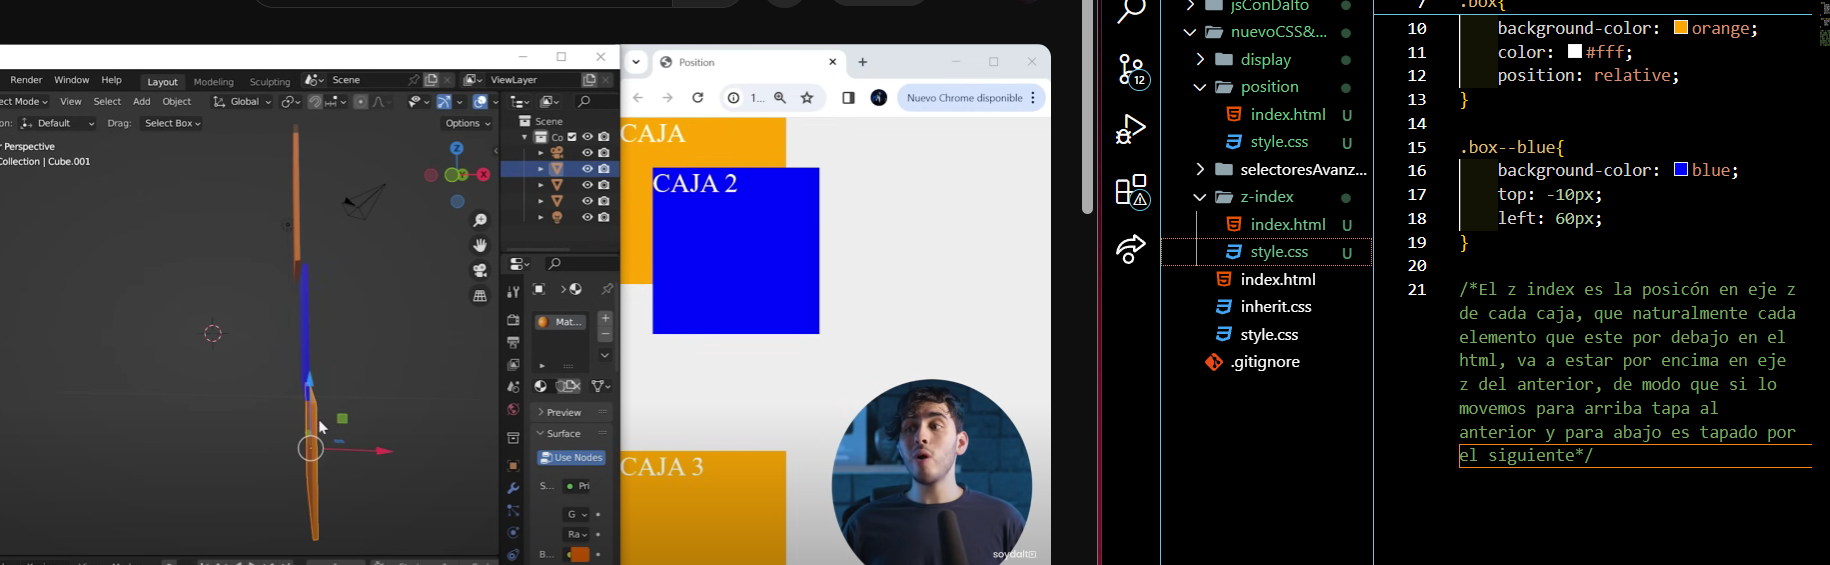 Render Window Help Layout Modeling Sculpting Scene ViewLayer
ect Mode View Select Add Object Global
on: Default Drag: Select Box Options
r Perspective
Collection | Cube.001
Z
Y
X
Scene
Co
Mat...
Preview
Surface
Use Nodes
S... Pri
G
Ra
B...
Position
1... Nuevo Chrome disponible
CAJA
CAJA 2
CAJA 3
soydalto.
12
jsConDalto
nuevoCSS&...
display
position
index.html U
style.css U
selectoresAvanz...
z-index
index.html U
style.css U
index.html
inherit.css
style.css
.gitignore
7 .box{
10 background-color: orange;
11 color: #fff;
12 position: relative;
13 }
14
15 .box--blue{
16 background-color: blue;
17 top: -10px;
18 left: 60px;
19 }
20
21 /*El z index es la posicón en eje z
de cada caja, que naturalmente cada
elemento que este por debajo en el
html, va a estar por encima en eje
z del anterior, de modo que si lo
movemos para arriba tapa al
anterior y para abajo es tapado por
el siguiente*/